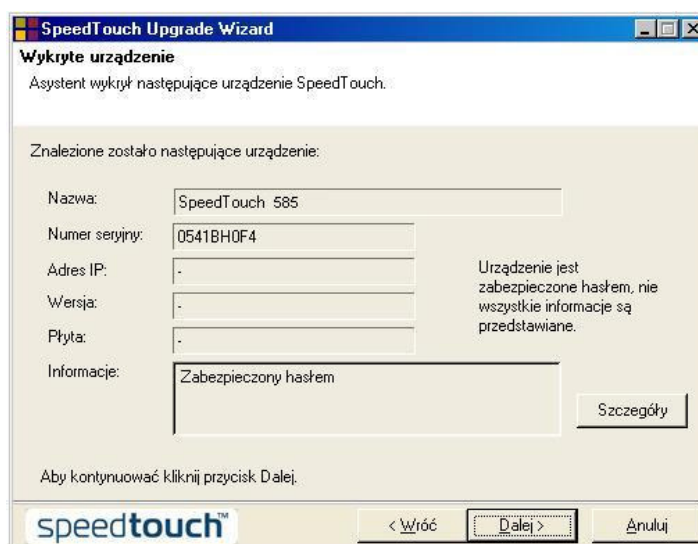 SpeedTouch Upgrade Wizard
Wykryte urządzenie
Asystent wykrył następujące urządzenie SpeedTouch.
Znalezione zostało następujące urządzenie:
Nazwa: SpeedTouch 585
Numer seryjny: 0541BH0F4
Adres IP: -
Wersja: -
Płyta: -
Urządzenie jest
zabezpieczone hasłem, nie
wszystkie informacje są
przedstawiane.
Informacje: Zabezpieczony hasłem
Szczegóły
Aby kontynuować kliknij przycisk Dalej.
speedtouch™ < Wróć Dalej > Anuluj